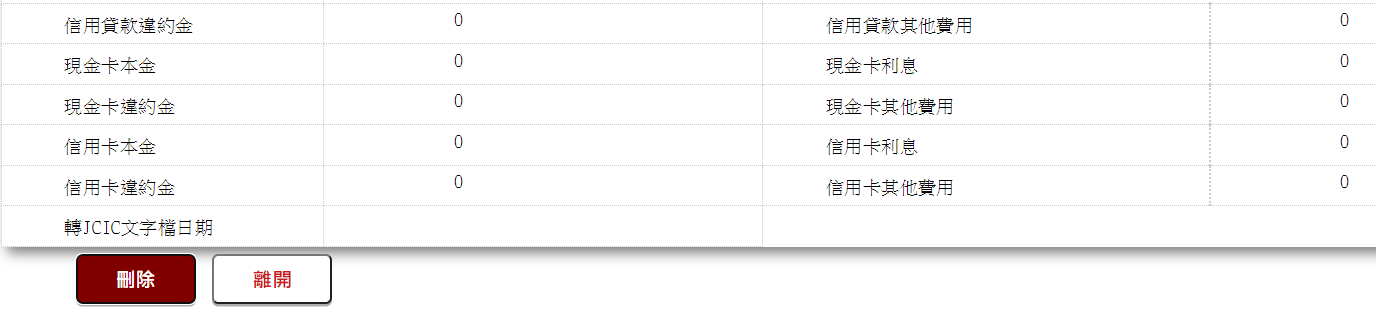 信用貸款違約金 0 信用貸款其他費用 0
現金卡本金 0 現金卡利息 0
現金卡違約金 0 現金卡其他費用 0
信用卡本金 0 信用卡利息 0
信用卡違約金 0 信用卡其他費用 0
轉JCIC文字檔日期
刪除 離開